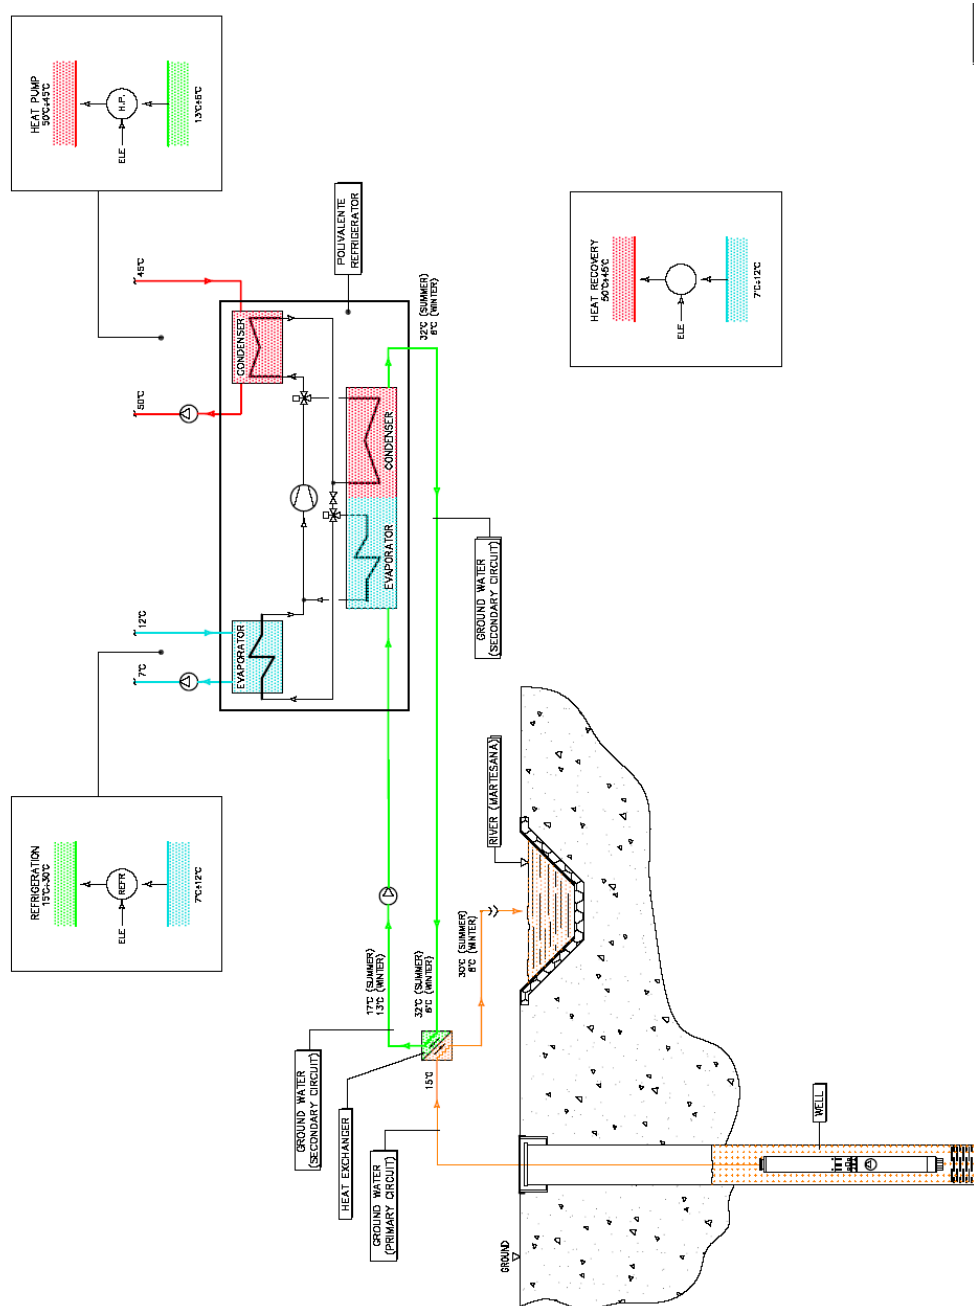 HEAT PUMP
50°C÷45°C
H.P.
ELE
13°C±6°C
45°C
50°C
POLIVALENTE
REFRIGERATOR
CONDENSER
32°C (SUMMER)
6°C (WINTER)
HEAT RECOVERY
50°C÷45°C
ELE
7°C±12°C
CONDENSER
EVAPORATOR
EVAPORATOR
12°C
7°C
GROUND WATER
(SECONDARY CIRCUIT)
REFRIGERATION
15°C÷30°C
REFR.
ELE
7°C±12°C
RIVER (MARTESANA)
17°C (SUMMER)
13°C (WINTER)
32°C (SUMMER)
6°C (WINTER)
30°C (SUMMER)
8°C (WINTER)
15°C
GROUND WATER
(SECONDARY CIRCUIT)
HEAT EXCHANGER
GROUND WATER
(PRIMARY CIRCUIT)
WELL
GROUND